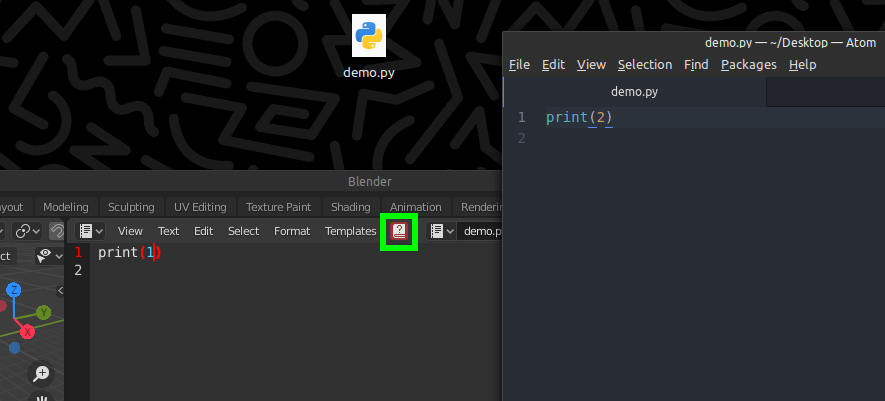 demo.py
demo.py — ~/Desktop — Atom
File Edit View Selection Find Packages Help
demo.py
1 print(2)
2
Blender
yout Modeling Sculpting UV Editing Texture Paint Shading Animation Renderin
View Text Edit Select Format Templates ? demo.p
ct
1 print(1)
2
Z
Y
X